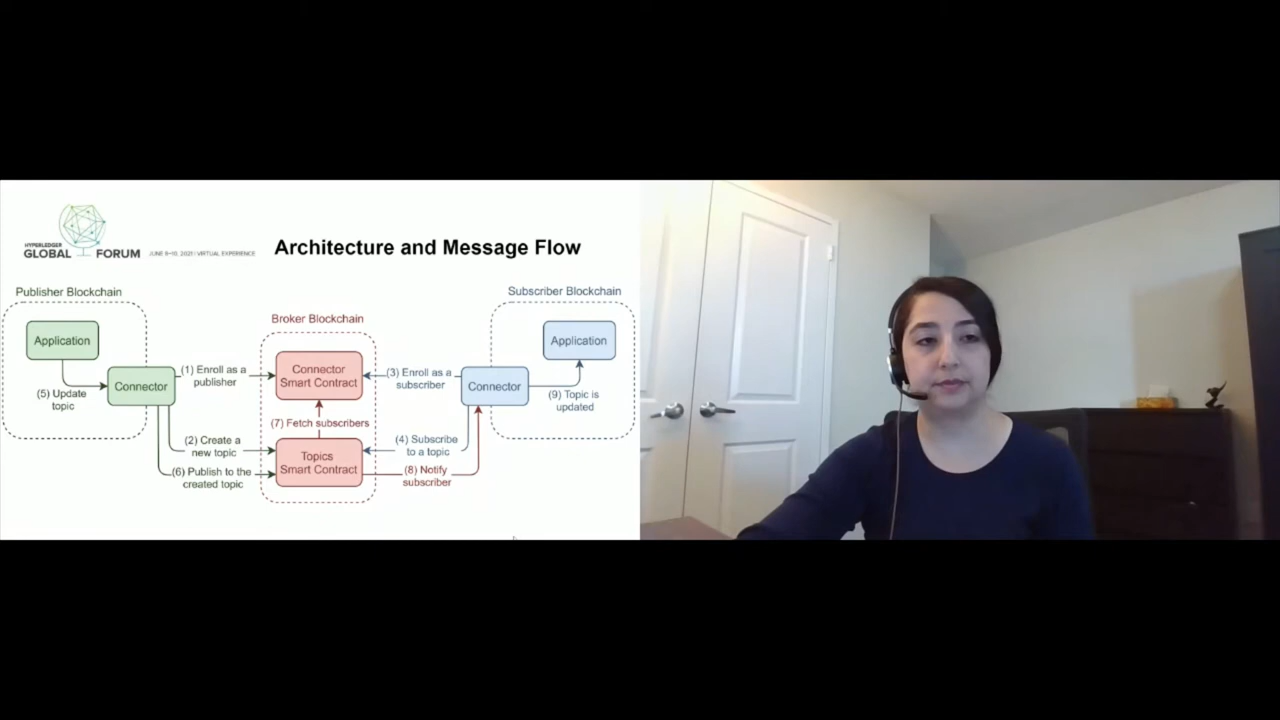 HYPERLEDGER
GLOBAL FORUM
JUNE 8–10, 2021 | VIRTUAL EXPERIENCE
Architecture and Message Flow
Publisher Blockchain
Application
Connector
(5) Update
topic
(1) Enroll as a
publisher
(2) Create a
new topic
(6) Publish to the
created topic
Broker Blockchain
Connector
Smart Contract
(7) Fetch subscribers
Topics
Smart Contract
Subscriber Blockchain
(3) Enroll as a
subscriber
(4) Subscribe
to a topic
(8) Notify
subscriber
Connector
Application
(9) Topic is
updated